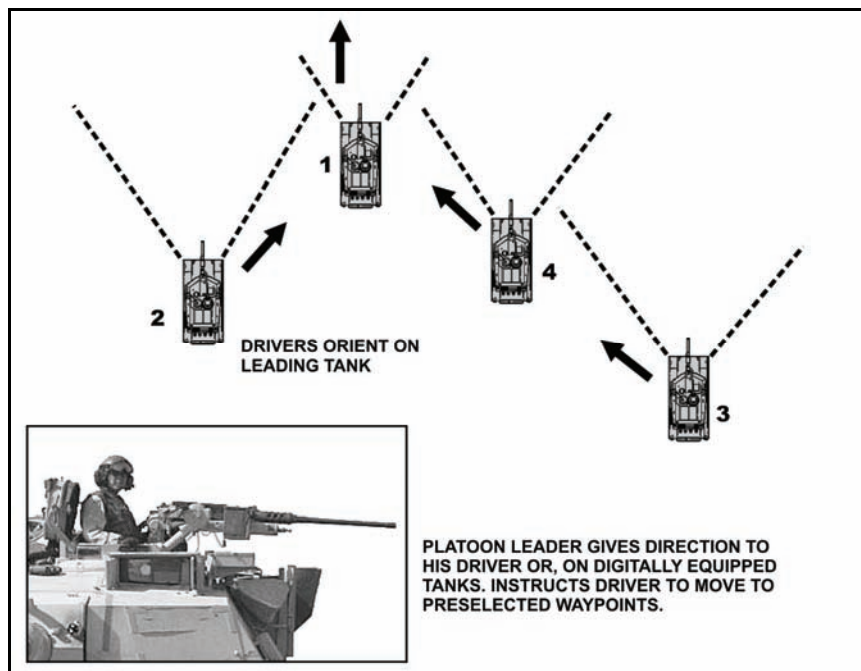 1
4
2
DRIVERS ORIENT ON
LEADING TANK
3
PLATOON LEADER GIVES DIRECTION TO
HIS DRIVER OR, ON DIGITALLY EQUIPPED
TANKS. INSTRUCTS DRIVER TO MOVE TO
PRESELECTED WAYPOINTS.